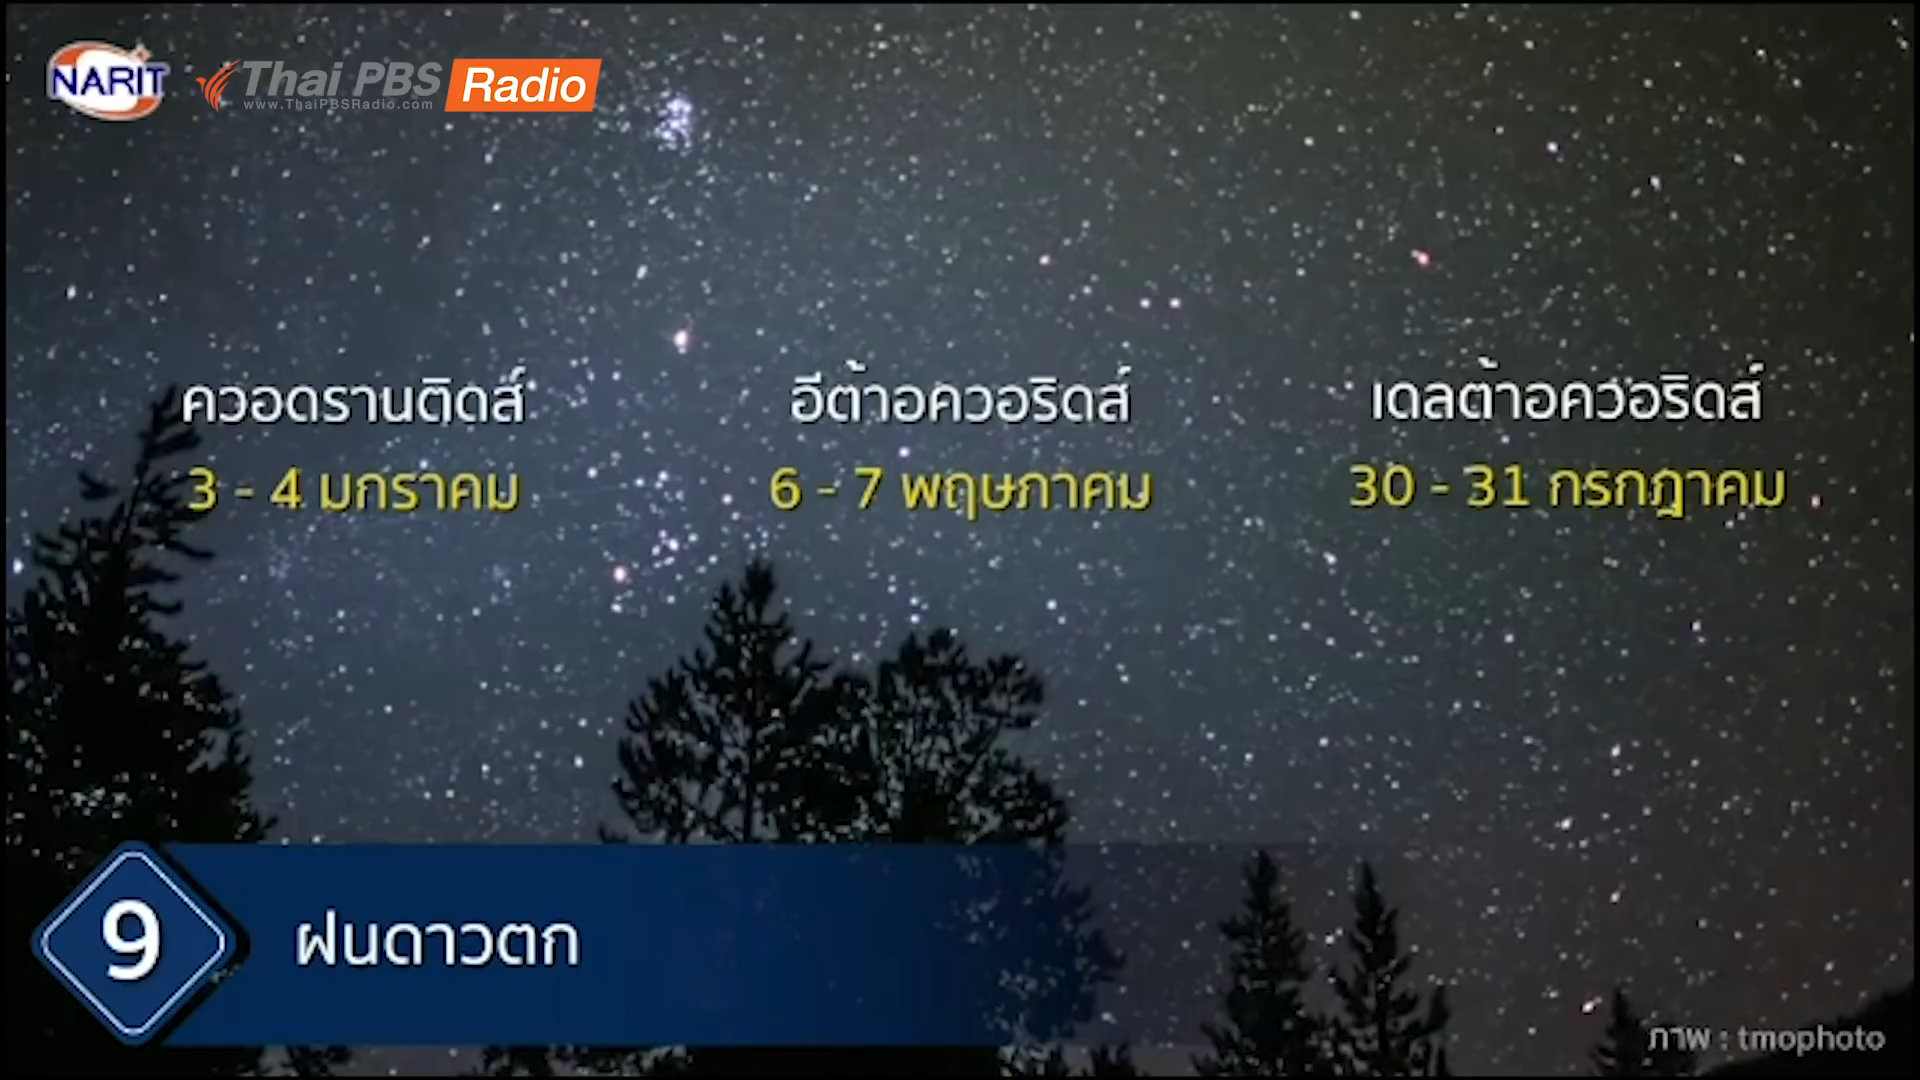 NARIT
Thai PBS Radio
www.ThaiPBSRadio.com
ควอดรานติดส์
3 - 4 มกราคม
อีต้าอควอริดส์
6 - 7 พฤษภาคม
เดลต้าอควอริดส์
30 - 31 กรกฎาคม
9
ฝนดาวตก
ภาพ : tmophoto